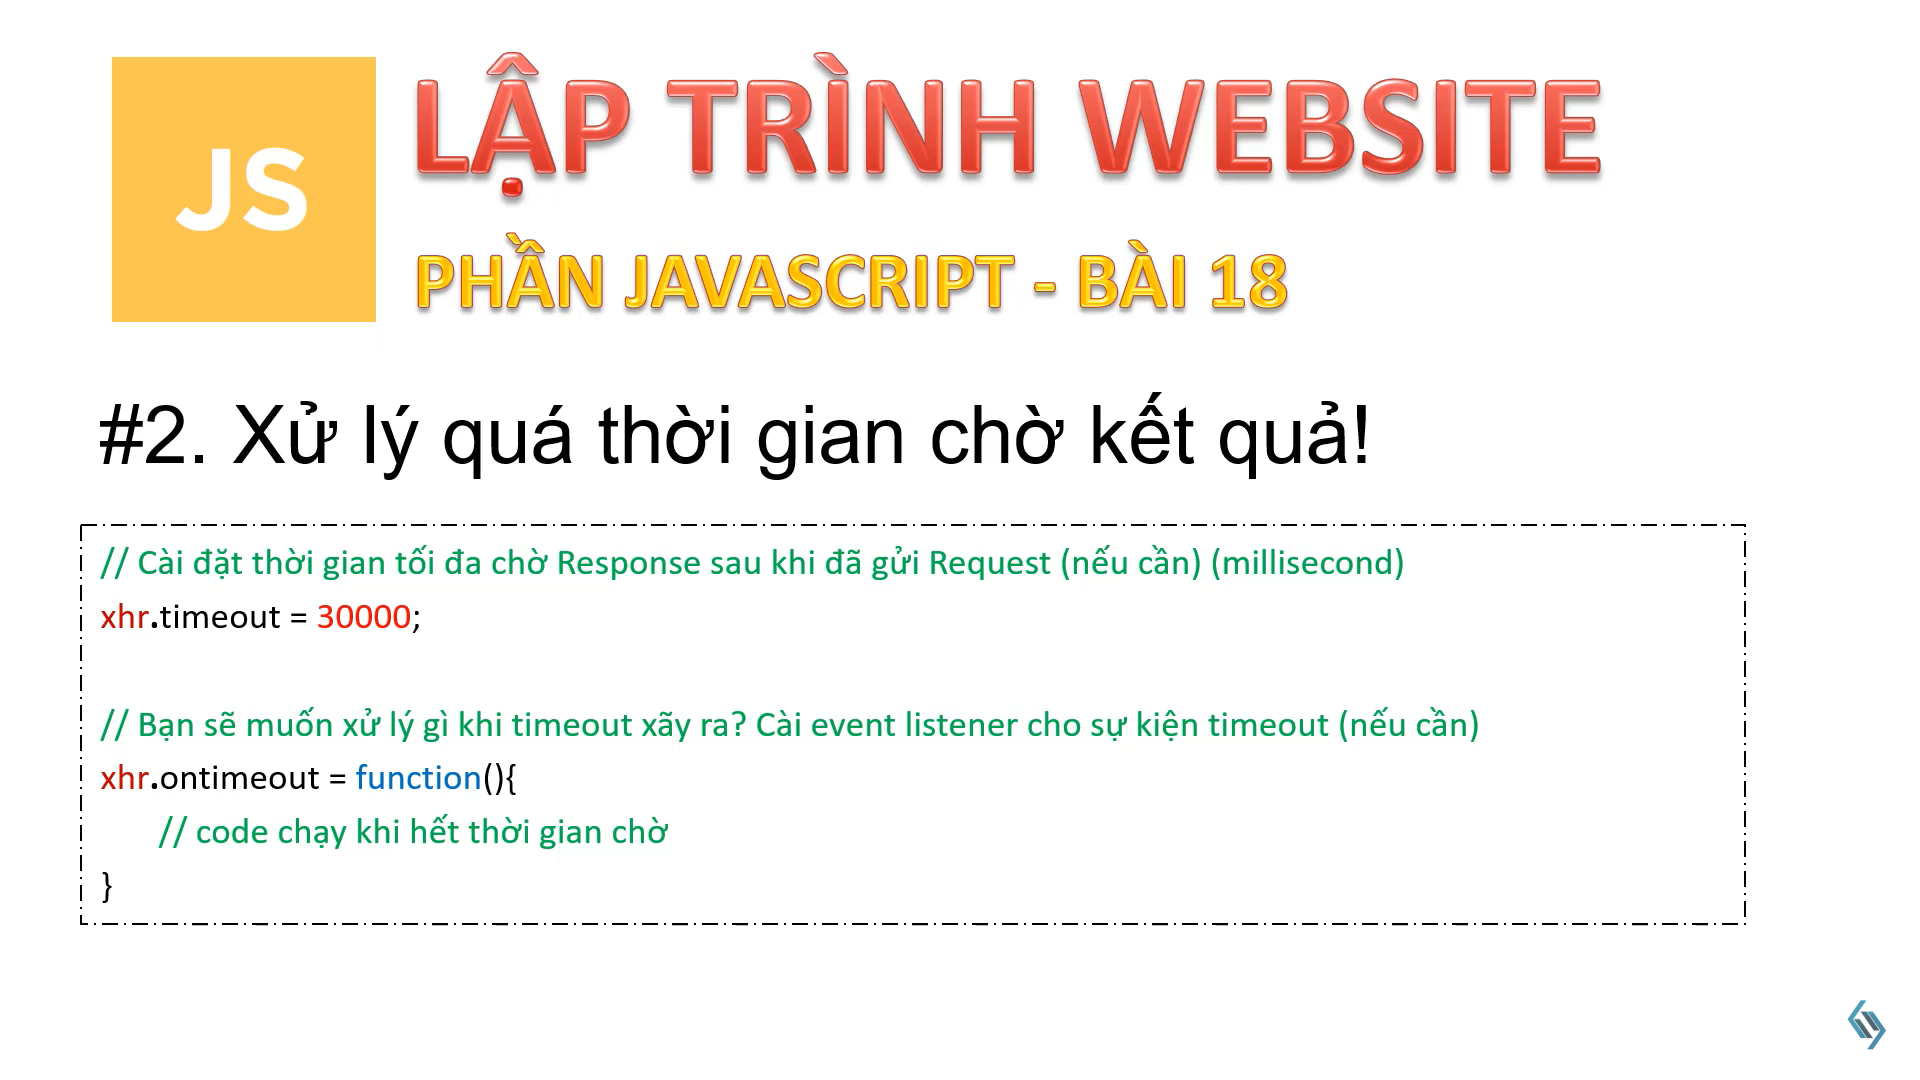 JS
LẬP TRÌNH WEBSITE
PHẦN JAVASCRIPT - BÀI 18
#2. Xử lý quá thời gian chờ kết quả!
// Cài đặt thời gian tối đa chờ Response sau khi đã gửi Request (nếu cần) (millisecond)
xhr.timeout = 30000;
// Bạn sẽ muốn xử lý gì khi timeout xãy ra? Cài event listener cho sự kiện timeout (nếu cần)
xhr.ontimeout = function(){
// code chạy khi hết thời gian chờ
}